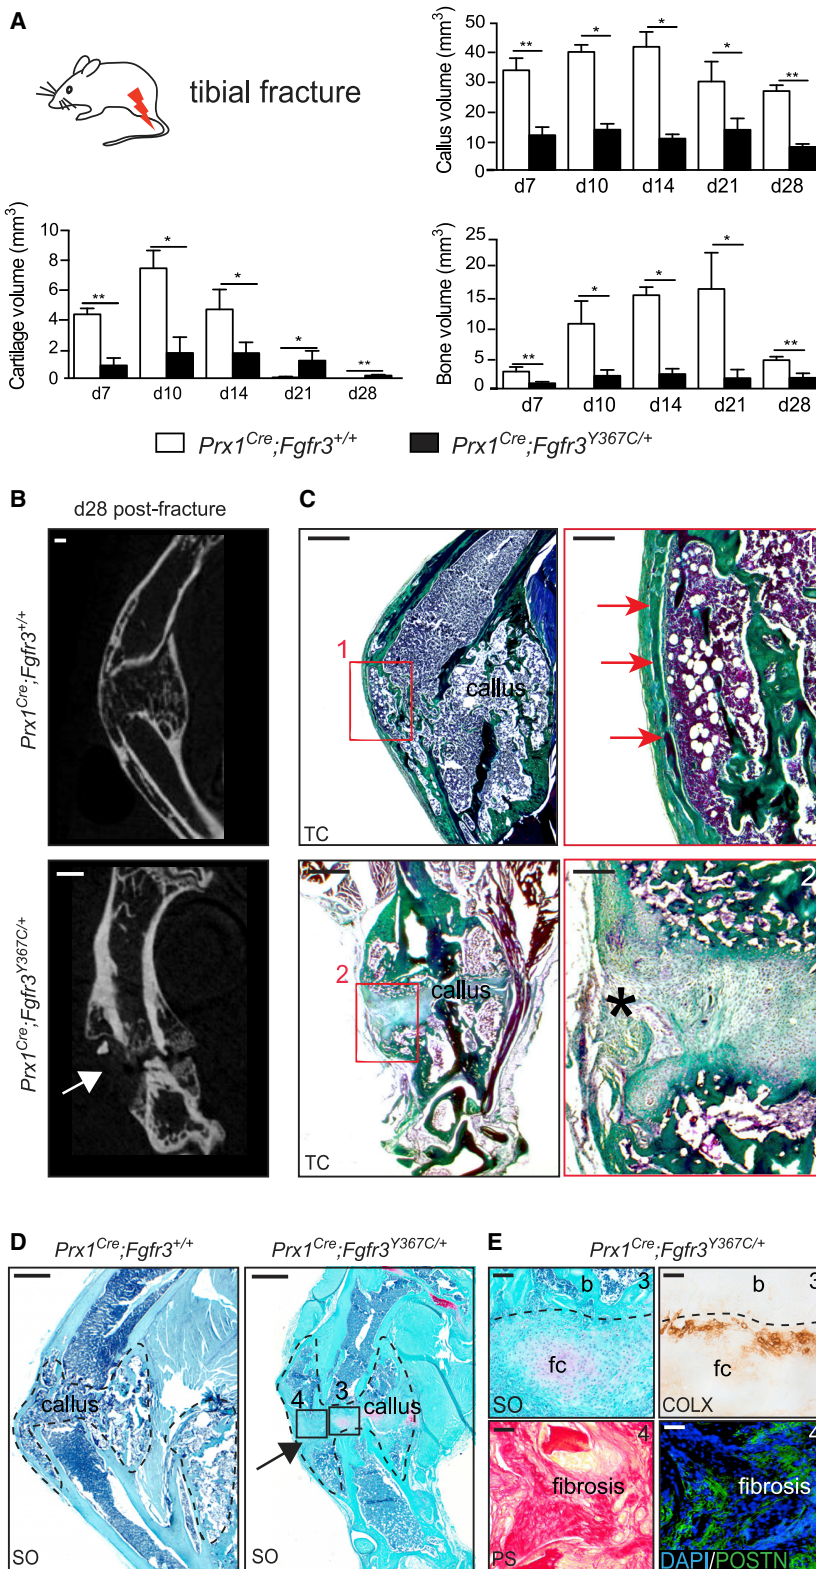 A
tibial fracture
Callus volume (mm3)
50
40
30
20
10
0
**
*
*
*
**
d7 d10 d14 d21 d28
Cartilage volume (mm3)
10
8
6
4
2
0
**
*
*
*
**
d7 d10 d14 d21 d28
Bone volume (mm3)
25
20
15
10
5
0
**
*
*
*
**
d7 d10 d14 d21 d28
Prx1Cre;Fgfr3+/+ Prx1Cre;Fgfr3Y367C/+
B
d28 post-fracture
Prx1Cre;Fgfr3+/+
Prx1Cre;Fgfr3Y367C/+
C
1
callus
TC
1
2
callus
TC
2
*
D
Prx1Cre;Fgfr3+/+ Prx1Cre;Fgfr3Y367C/+
callus
SO
4 3
callus
SO
E
Prx1Cre;Fgfr3Y367C/+
b 3
fc
SO
b 3
fc
COLX
4
fibrosis
PS
4
fibrosis
DAPI/POSTN